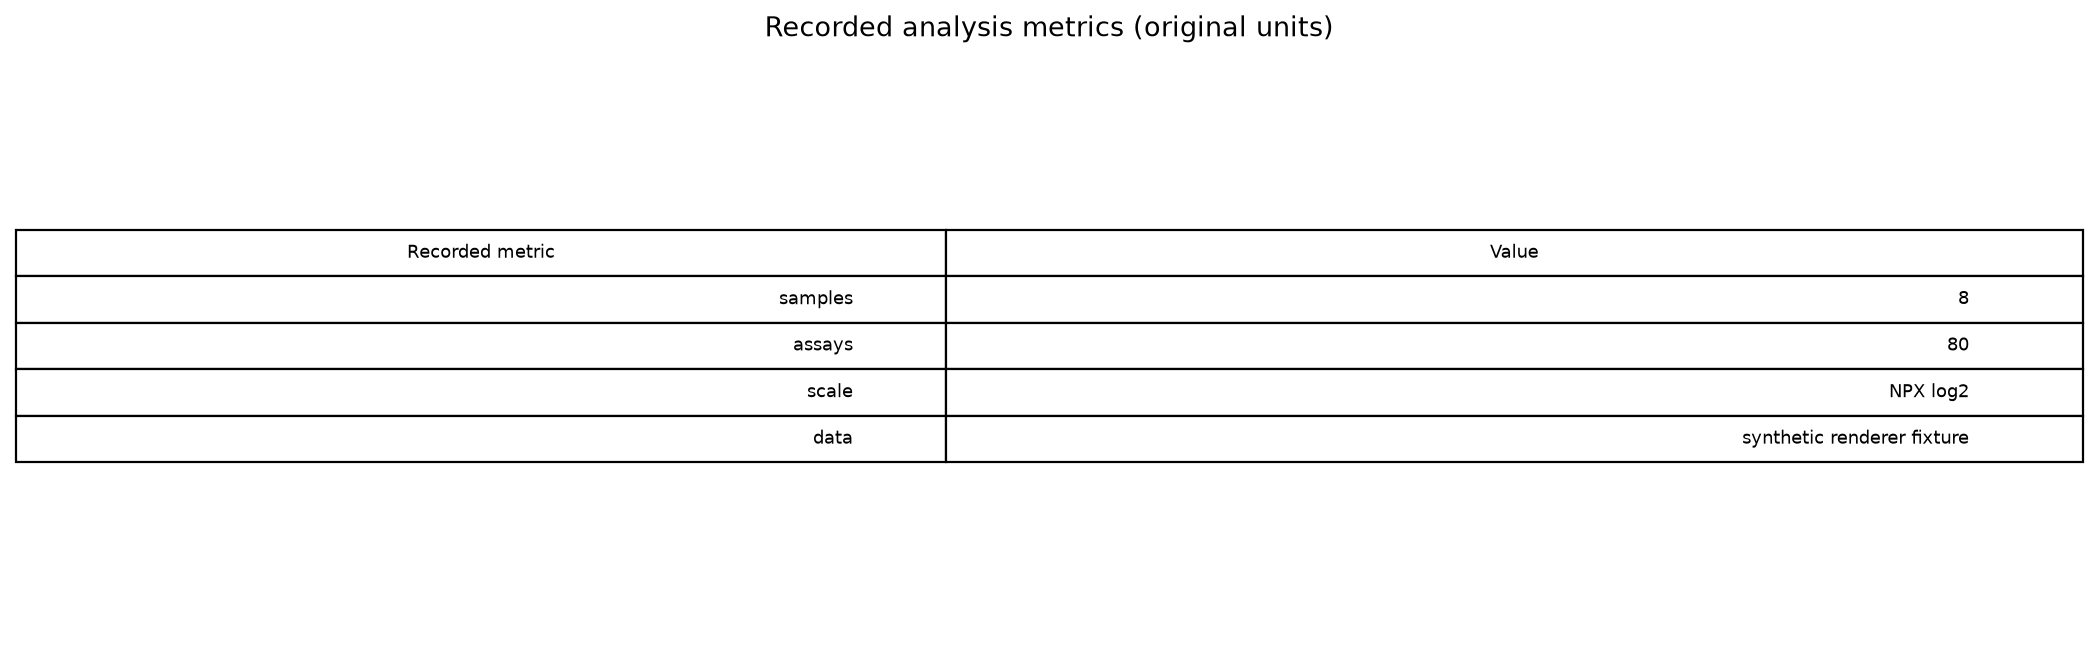 Recorded analysis metrics (original units)
Recorded metric Value
samples 8
assays 80
scale NPX log2
data synthetic renderer fixture